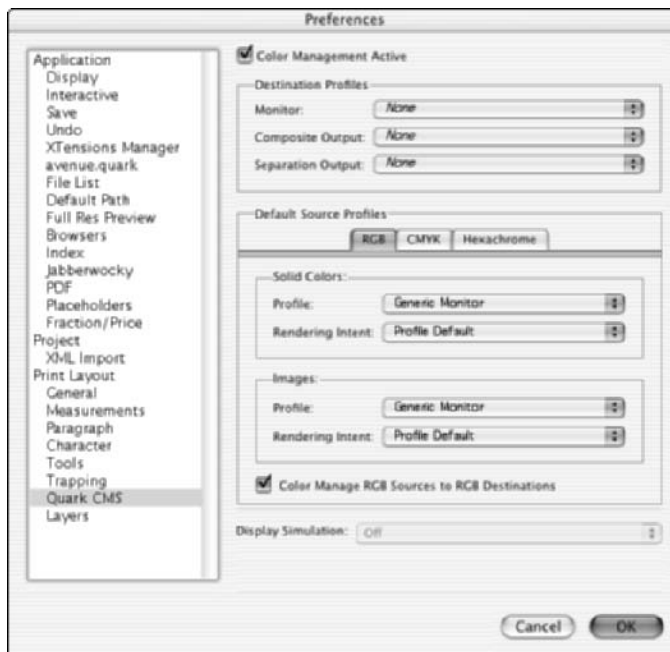 Preferences
Application
Display
Interactive
Save
Undo
XTensions Manager
avenue.quark
File List
Default Path
Full Res Preview
Browsers
Index
Jabberwocky
PDF
Placeholders
Fraction/Price
Project
XML Import
Print Layout
General
Measurements
Paragraph
Character
Tools
Trapping
Quark CMS
Layers
Color Management Active
Destination Profiles
Monitor: None
Composite Output: None
Separation Output: None
Default Source Profiles
RGB CMYK Hexachrome
Solid Colors:
Profile: Generic Monitor
Rendering Intent: Profile Default
Images:
Profile: Generic Monitor
Rendering Intent: Profile Default
Color Manage RGB Sources to RGB Destinations
Display Simulation: Off
Cancel OK